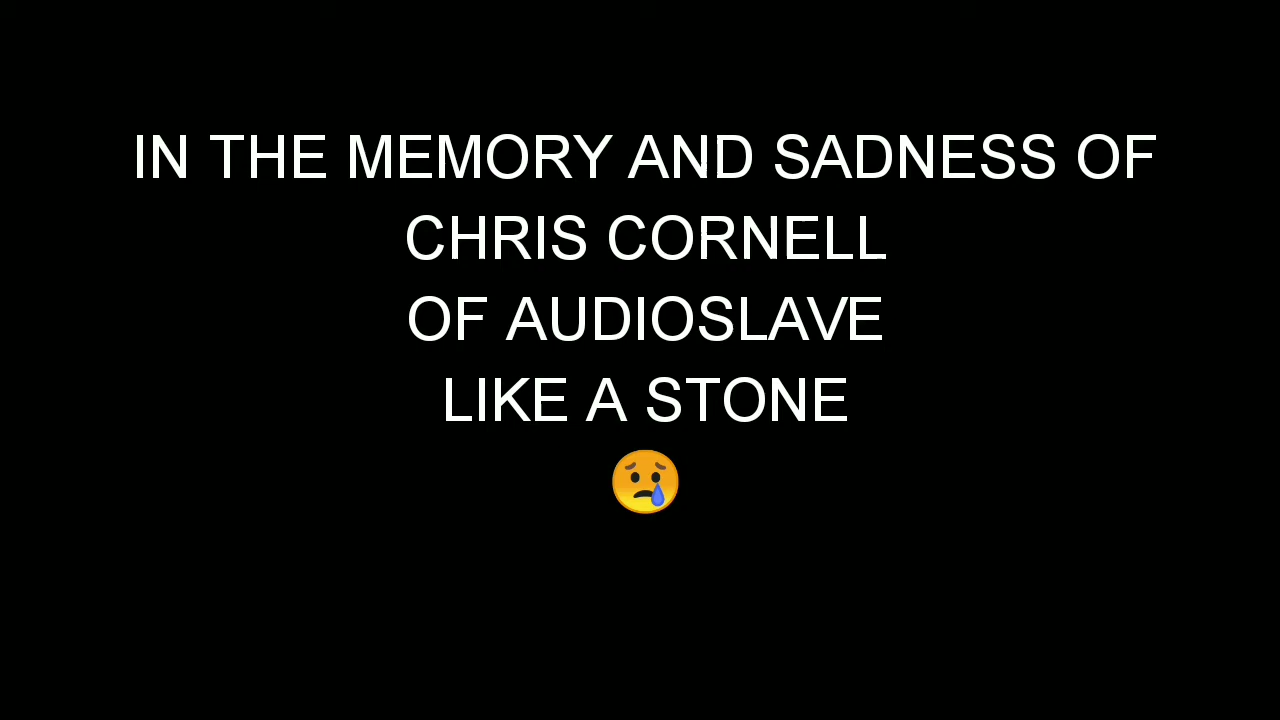 IN THE MEMORY AND SADNESS OF
CHRIS CORNELL
OF AUDIOSLAVE
LIKE A STONE
😢